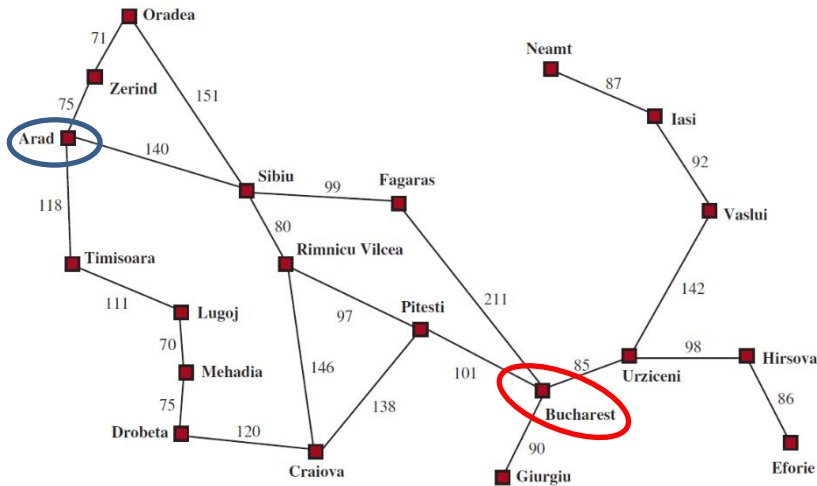 Oradea
71
Neamt
Zerind
87
75
151
Iasi
Arad
140
92
Sibiu
Fagaras
99
118
80
Vaslui
Timisoara
Rimnicu Vilcea
111
211
142
Lugoj
97
Pitesti
70
98
146
101
85
Hirsova
Mehadia
Urziceni
75
138
86
Bucharest
Drobeta
120
90
Craiova
Giurgiu
Eforie